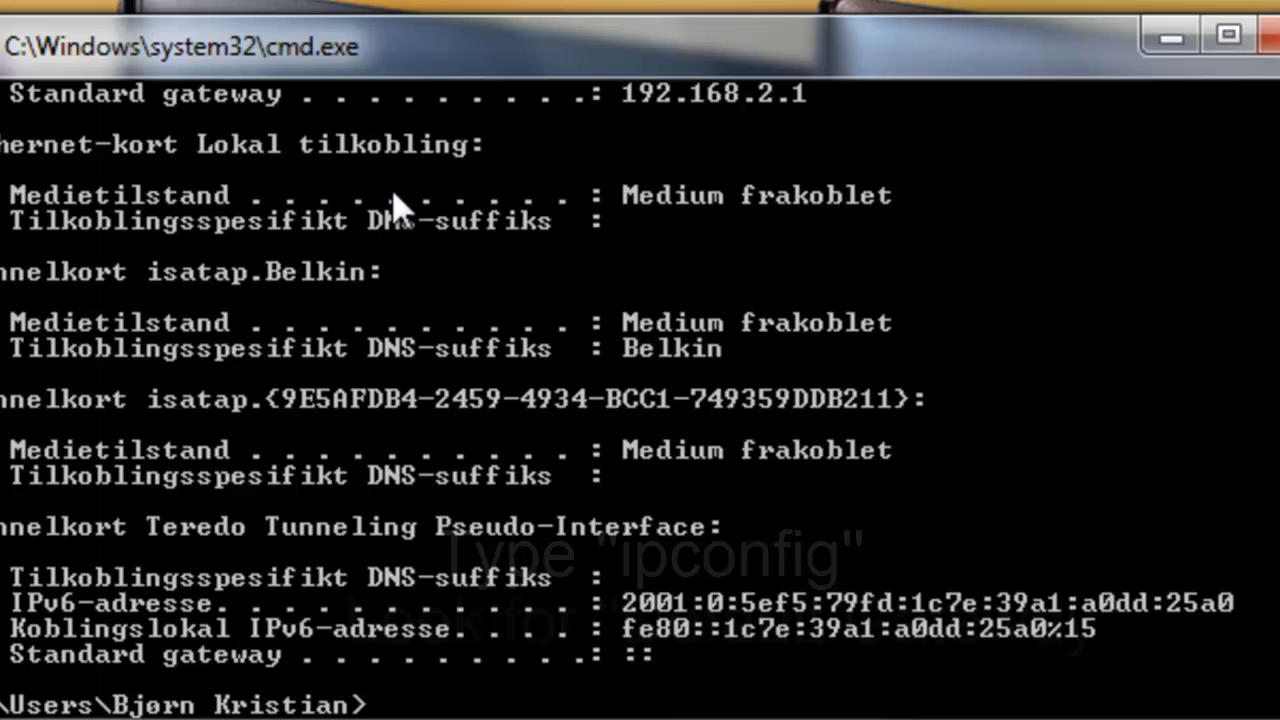 C:\Windows\system32\cmd.exe
Standard gateway . . . . . . . . . .: 192.168.2.1
hernet-kort Lokal tilkobling:
Medietilstand . . . . . . . . . . : Medium frakoblet
Tilkoblingsspesifikt DNS-suffiks :
nnelkort isatap.Belkin:
Medietilstand . . . . . . . . . . : Medium frakoblet
Tilkoblingsspesifikt DNS-suffiks : Belkin
nnelkort isatap.{9E5AFDB4-2459-4934-BCC1-749359DDB211}:
Medietilstand . . . . . . . . . . : Medium frakoblet
Tilkoblingsspesifikt DNS-suffiks :
nnelkort Teredo Tunneling Pseudo-Interface:
Type "ipconfig"
Tilkoblingsspesifikt DNS-suffiks :
IPv6-adresse. . . . . . . . . . . : 2001:0:5ef5:79fd:1c7e:39a1:a0dd:25a0
Look for
Koblingslokal IPv6-adresse. . . . : fe80::1c7e:39a1:a0dd:25a0%15
Standard gateway . . . . . . . . . .: ::
\Users\Bjørn Kristian>